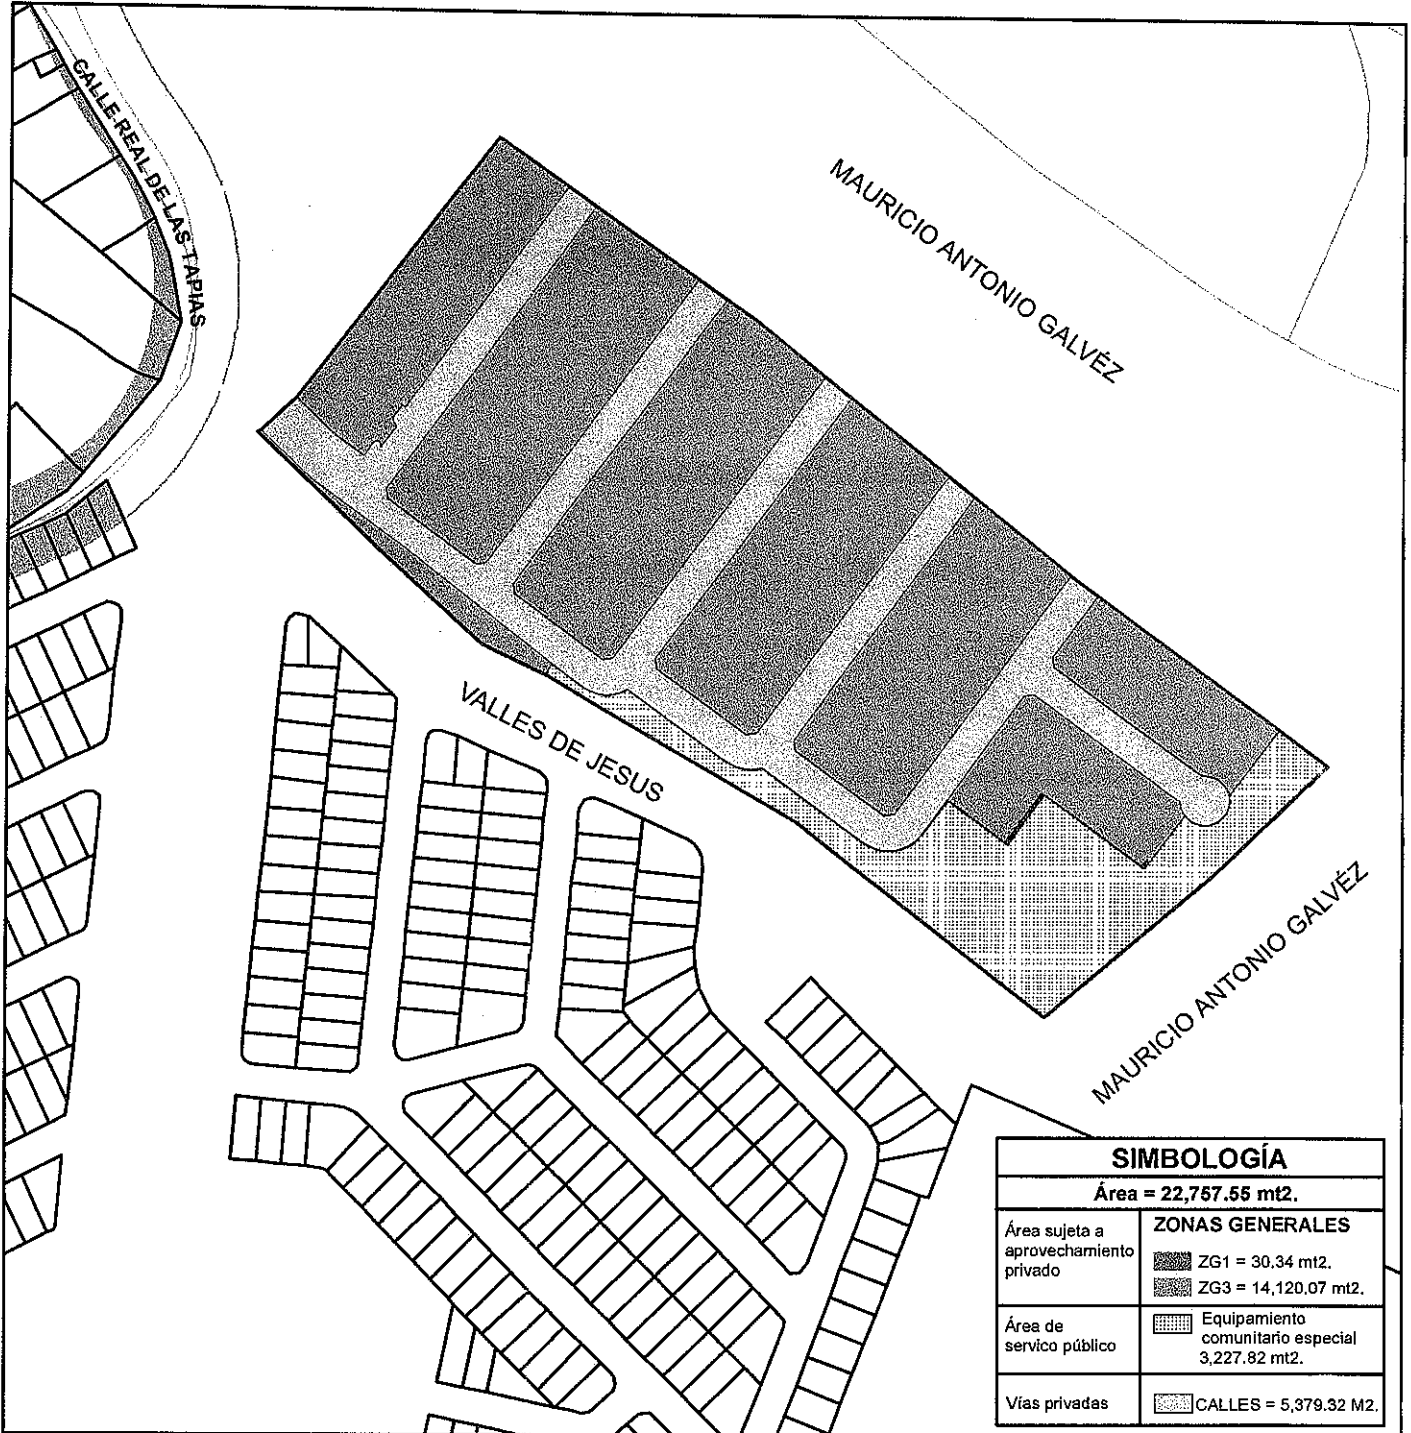 CALLE REAL DE LAS TAPIAS
MAURICIO ANTONIO GALVÉZ
VALLES DE JESUS
MAURICIO ANTONIO GALVÉZ
SIMBOLOGÍA
Área = 22,757.55 mt2.
Área sujeta a
aprovechamiento
privado
ZONAS GENERALES
ZG1 = 30.34 mt2.
ZG3 = 14,120.07 mt2.
Área de
servico público
Equipamiento
comunitario especial
3,227.82 mt2.
Vías privadas
CALLES = 5,379.32 M2.